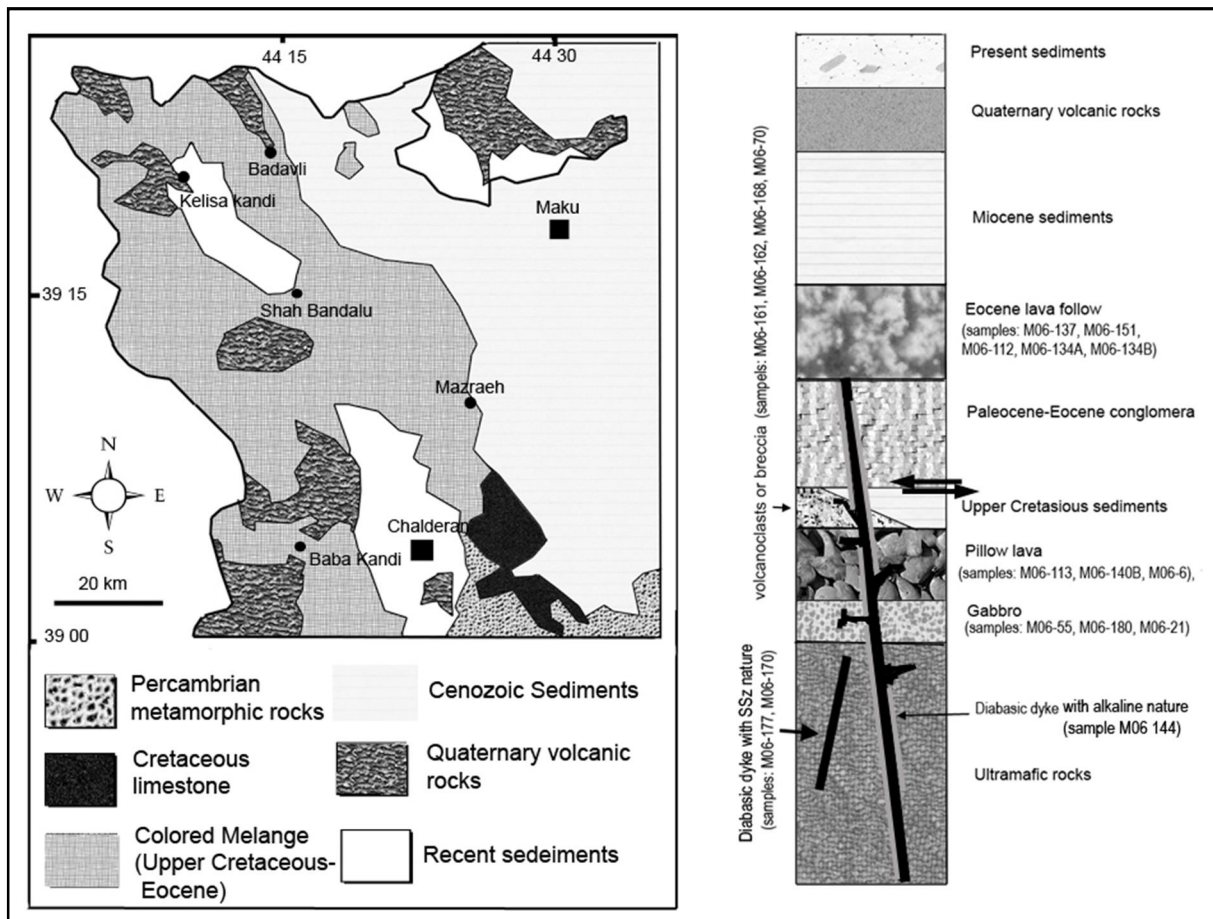 44 15
44 30
Badavli
Kelisa kandi
Maku
39 15
Shah Bandalu
Mazraeh
N
W
E
S
Chalderan
Baba Kandi
20 km
39 00
Percambrian
metamorphic rocks
Cenozoic Sediments
Cretaceous
limestone
Quaternary volcanic
rocks
Colored Melange
(Upper Cretaceous-
Eocene)
Recent sedeiments
Present sediments
Quaternary volcanic rocks
Miocene sediments
Eocene lava follow
(samples: M06-137, M06-151,
M06-112, M06-134A, M06-134B)
Paleocene-Eocene conglomera
Upper Cretasious sediments
Pillow lava
(samples: M06-113, M06-140B, M06-6),
Gabbro
(samples: M06-55, M06-180, M06-21)
Diabasic dyke with alkaline nature
(sample M06 144)
Ultramafic rocks
volcanoclasts or breccia (sampels: M06-161, M06-162, M06-168, M06-70)
Diabasic dyke with SSz nature
(samples: M06-177, M06-170)